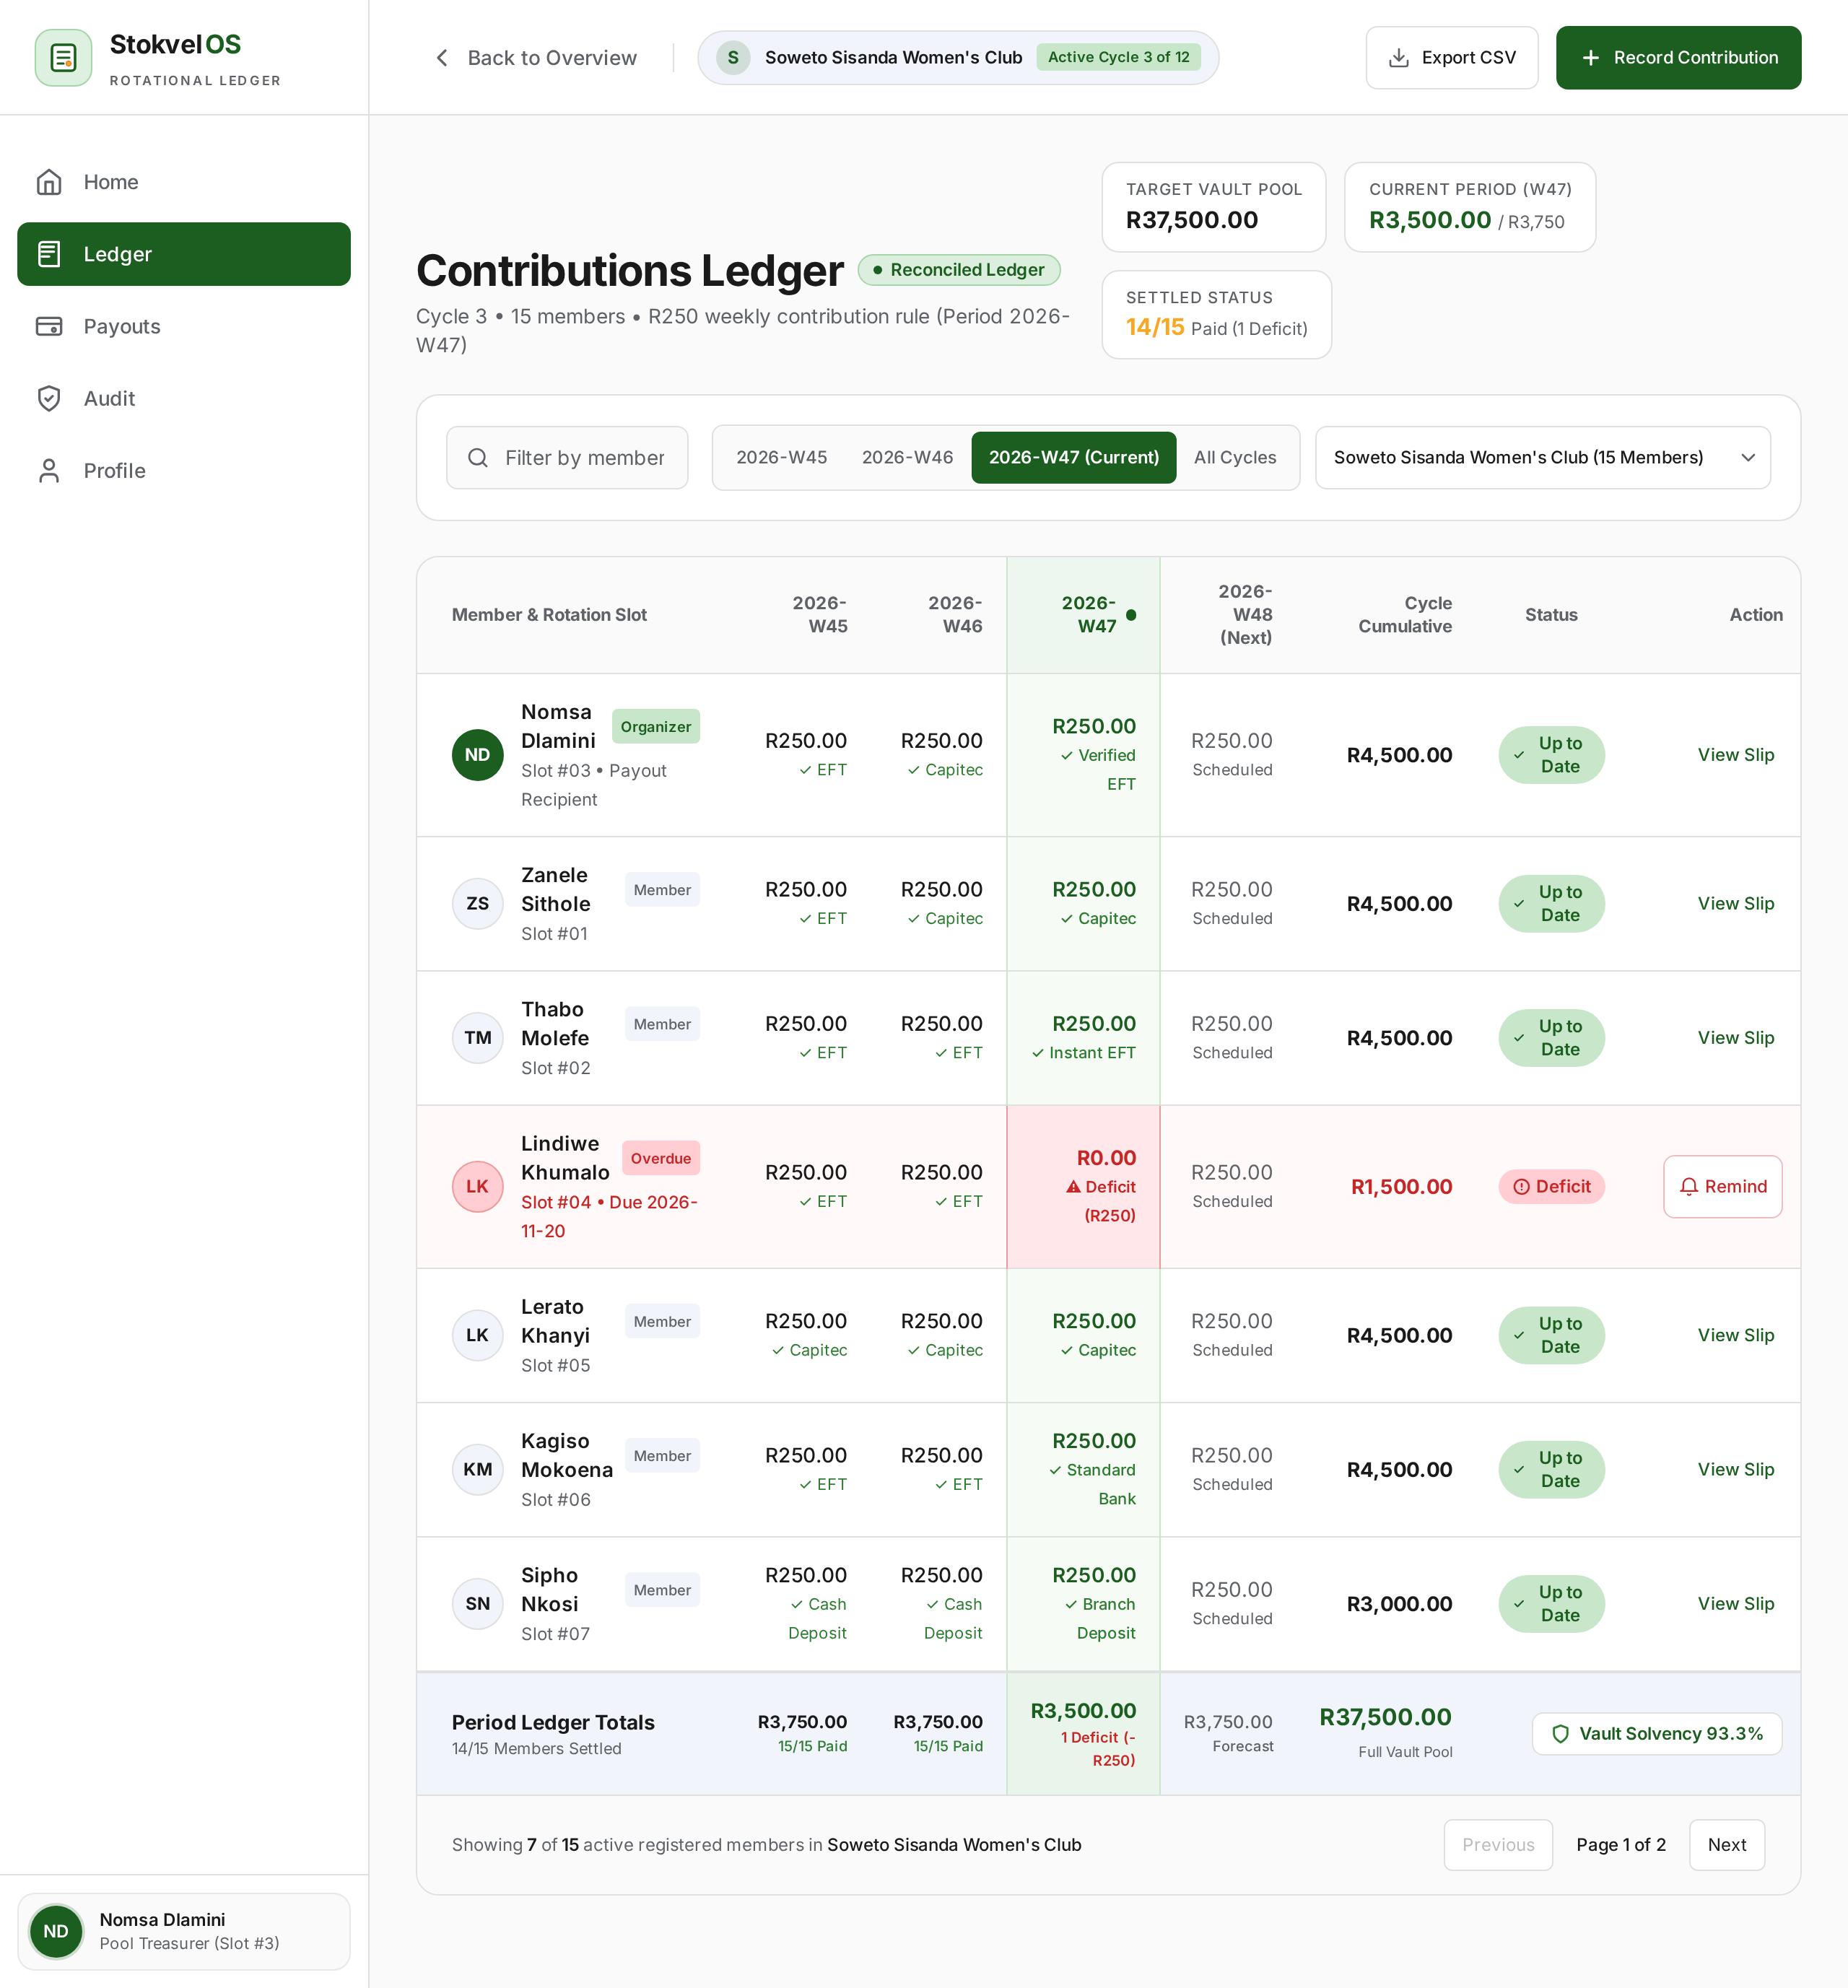 StokvelOS
ROTATIONAL LEDGER
Back to Overview
S
Soweto Sisanda Women's Club
Active Cycle 3 of 12
Export CSV
Record Contribution
Home
Ledger
Payouts
Audit
Profile
Contributions Ledger
Reconciled Ledger
Cycle 3 • 15 members • R250 weekly contribution rule (Period 2026-
W47)
TARGET VAULT POOL
R37,500.00
CURRENT PERIOD (W47)
R3,500.00 / R3,750
SETTLED STATUS
14/15 Paid (1 Deficit)
Filter by member
2026-W45
2026-W46
2026-W47 (Current)
All Cycles
Soweto Sisanda Women's Club (15 Members)
Member & Rotation Slot
2026-
W45
2026-
W46
2026-
W47
2026-
W48
(Next)
Cycle
Cumulative
Status
Action
ND
Nomsa
Dlamini
Organizer
Slot #03 • Payout
Recipient
R250.00
✓ EFT
R250.00
✓ Capitec
R250.00
✓ Verified
EFT
R250.00
Scheduled
R4,500.00
✓ Up to
Date
View Slip
ZS
Zanele
Sithole
Member
Slot #01
R250.00
✓ EFT
R250.00
✓ Capitec
R250.00
✓ Capitec
R250.00
Scheduled
R4,500.00
✓ Up to
Date
View Slip
TM
Thabo
Molefe
Member
Slot #02
R250.00
✓ EFT
R250.00
✓ EFT
R250.00
✓ Instant EFT
R250.00
Scheduled
R4,500.00
✓ Up to
Date
View Slip
LK
Lindiwe
Khumalo
Overdue
Slot #04 • Due 2026-
11-20
R250.00
✓ EFT
R250.00
✓ EFT
R0.00
⚠ Deficit
(R250)
R250.00
Scheduled
R1,500.00
Deficit
Remind
LK
Lerato
Khanyi
Member
Slot #05
R250.00
✓ Capitec
R250.00
✓ Capitec
R250.00
✓ Capitec
R250.00
Scheduled
R4,500.00
✓ Up to
Date
View Slip
KM
Kagiso
Mokoena
Member
Slot #06
R250.00
✓ EFT
R250.00
✓ EFT
R250.00
✓ Standard
Bank
R250.00
Scheduled
R4,500.00
✓ Up to
Date
View Slip
SN
Sipho
Nkosi
Member
Slot #07
R250.00
✓ Cash
Deposit
R250.00
✓ Cash
Deposit
R250.00
✓ Branch
Deposit
R250.00
Scheduled
R3,000.00
✓ Up to
Date
View Slip
Period Ledger Totals
14/15 Members Settled
R3,750.00
15/15 Paid
R3,750.00
15/15 Paid
R3,500.00
1 Deficit (-
R250)
R3,750.00
Forecast
R37,500.00
Full Vault Pool
Vault Solvency 93.3%
Showing 7 of 15 active registered members in Soweto Sisanda Women's Club
Previous
Page 1 of 2
Next
ND
Nomsa Dlamini
Pool Treasurer (Slot #3)